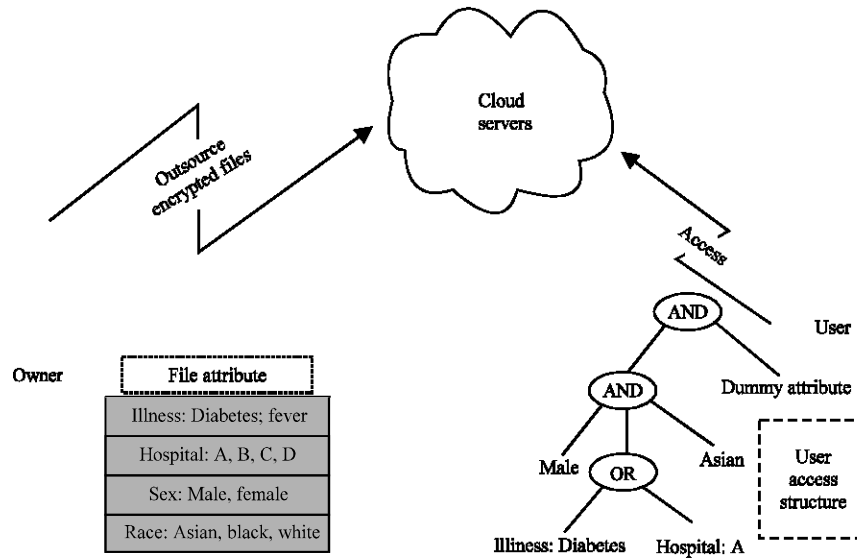 Cloud
servers
Outsource
encrypted files
Access
User
AND
Dummy attribute
AND
Male
OR
Asian
Illiness: Diabetes
Hospital: A
User
access
structure
Owner
File attribute
Illness: Diabetes; fever
Hospital: A, B, C, D
Sex: Male, female
Race: Asian, black, white